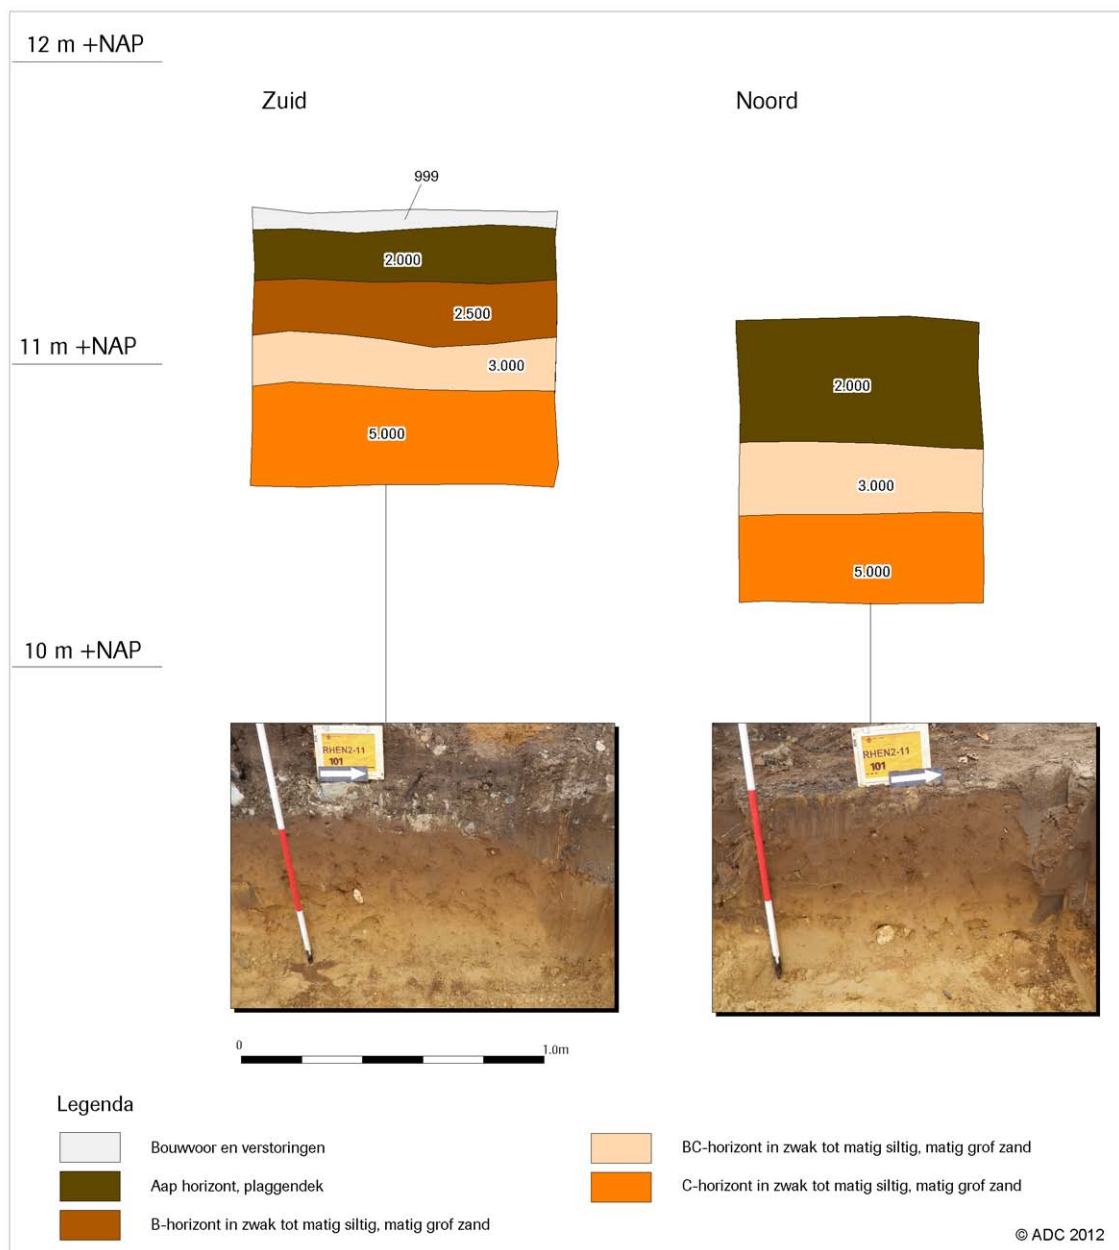 12 m +NAP
Zuid
Noord
999
2.000
2.500
11 m +NAP
3.000
2.000
5.000
3.000
5.000
10 m +NAP
RHEN2-11
101
RHEN2-11
101
0
1.0m
Legenda
Bouwvoor en verstoringen
BC-horizont in zwak tot matig siltig, matig grof zand
Aap horizont, plaggendek
C-horizont in zwak tot matig siltig, matig grof zand
B-horizont in zwak tot matig siltig, matig grof zand
© ADC 2012